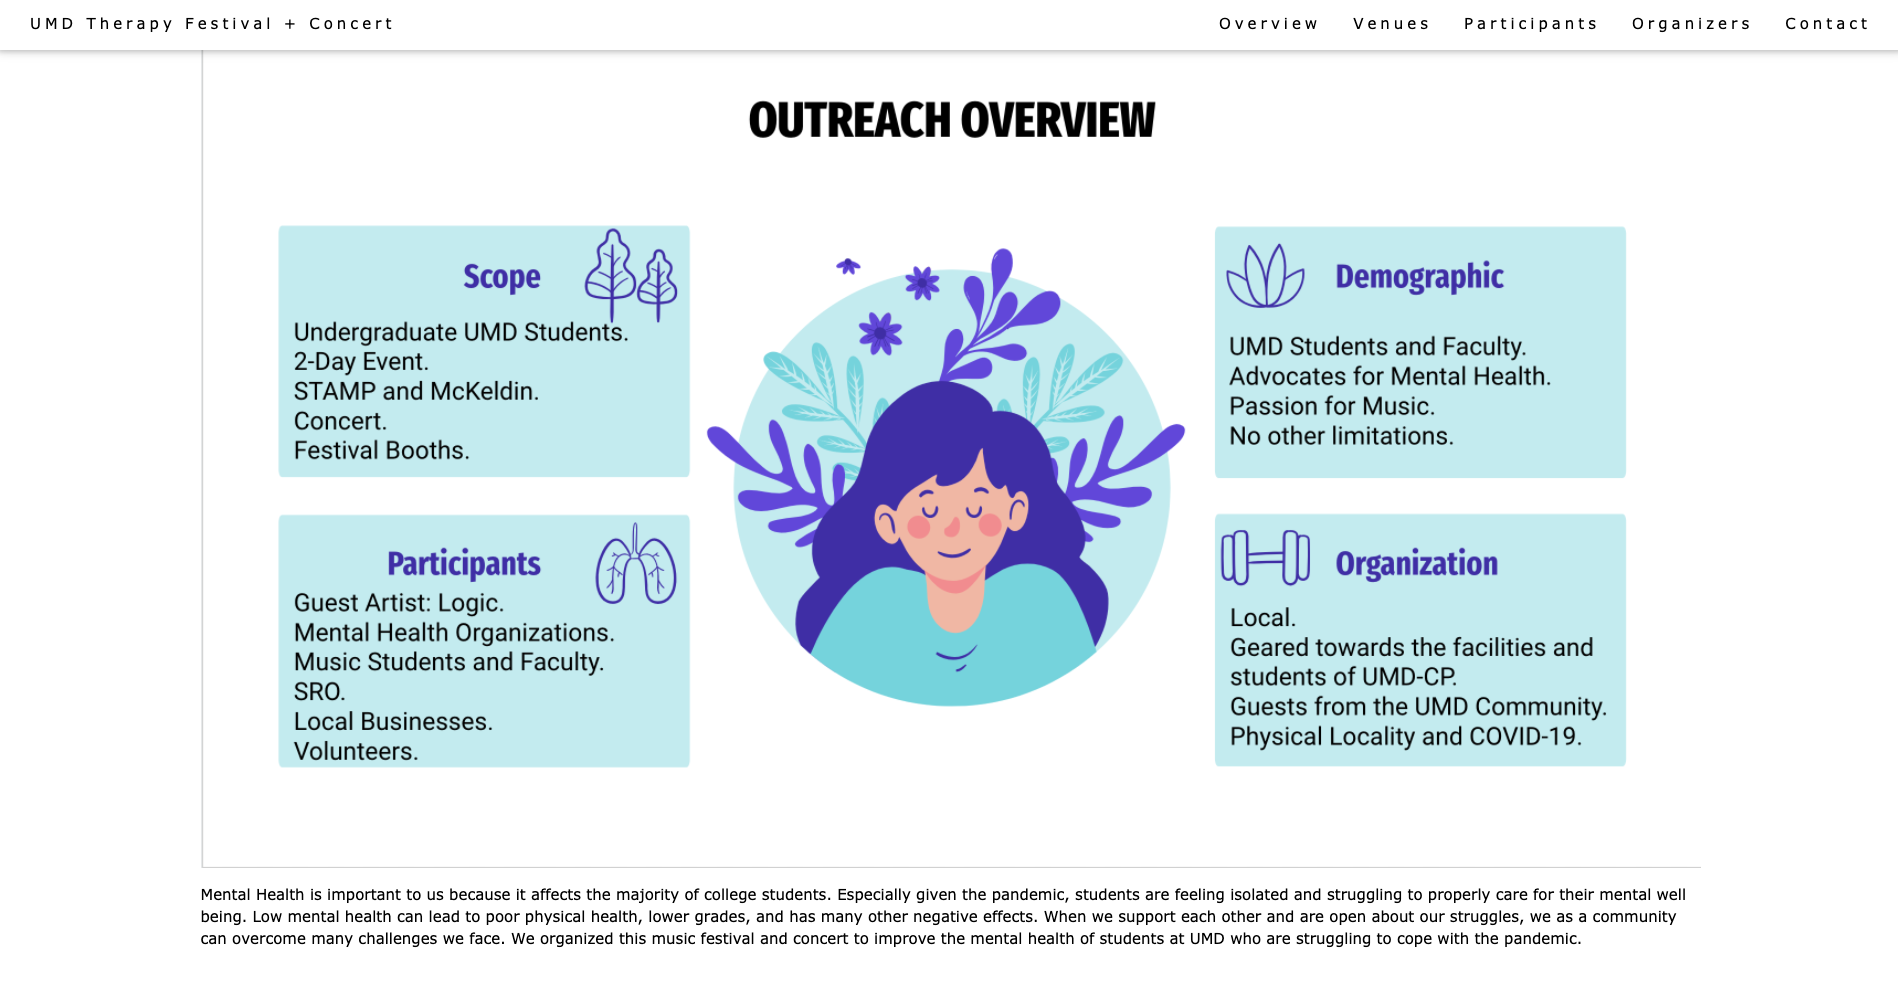 UMD Therapy Festival + Concert
Overview Venues Participants Organizers Contact
OUTREACH OVERVIEW
Scope
Undergraduate UMD Students.
2-Day Event.
STAMP and McKeldin.
Concert.
Festival Booths.
Participants
Guest Artist: Logic.
Mental Health Organizations.
Music Students and Faculty.
SRO.
Local Businesses.
Volunteers.
Demographic
UMD Students and Faculty.
Advocates for Mental Health.
Passion for Music.
No other limitations.
Organization
Local.
Geared towards the facilities and
students of UMD-CP.
Guests from the UMD Community.
Physical Locality and COVID-19.
Mental Health is important to us because it affects the majority of college students. Especially given the pandemic, students are feeling isolated and struggling to properly care for their mental well
being. Low mental health can lead to poor physical health, lower grades, and has many other negative effects. When we support each other and are open about our struggles, we as a community
can overcome many challenges we face. We organized this music festival and concert to improve the mental health of students at UMD who are struggling to cope with the pandemic.